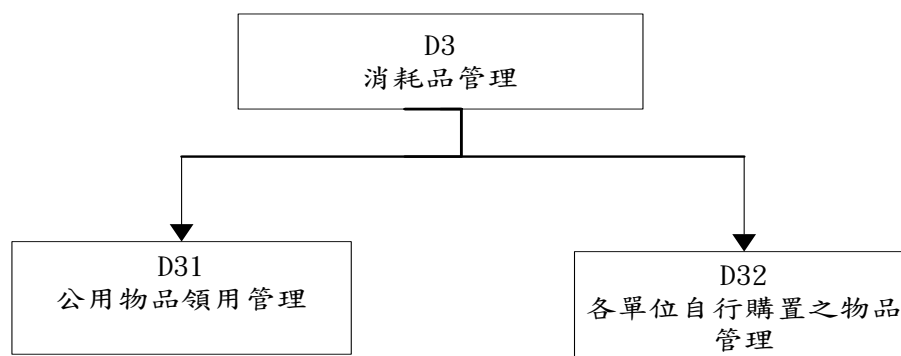 D3
消耗品管理
D31
公用物品領用管理
D32
各單位自行購置之物品
管理